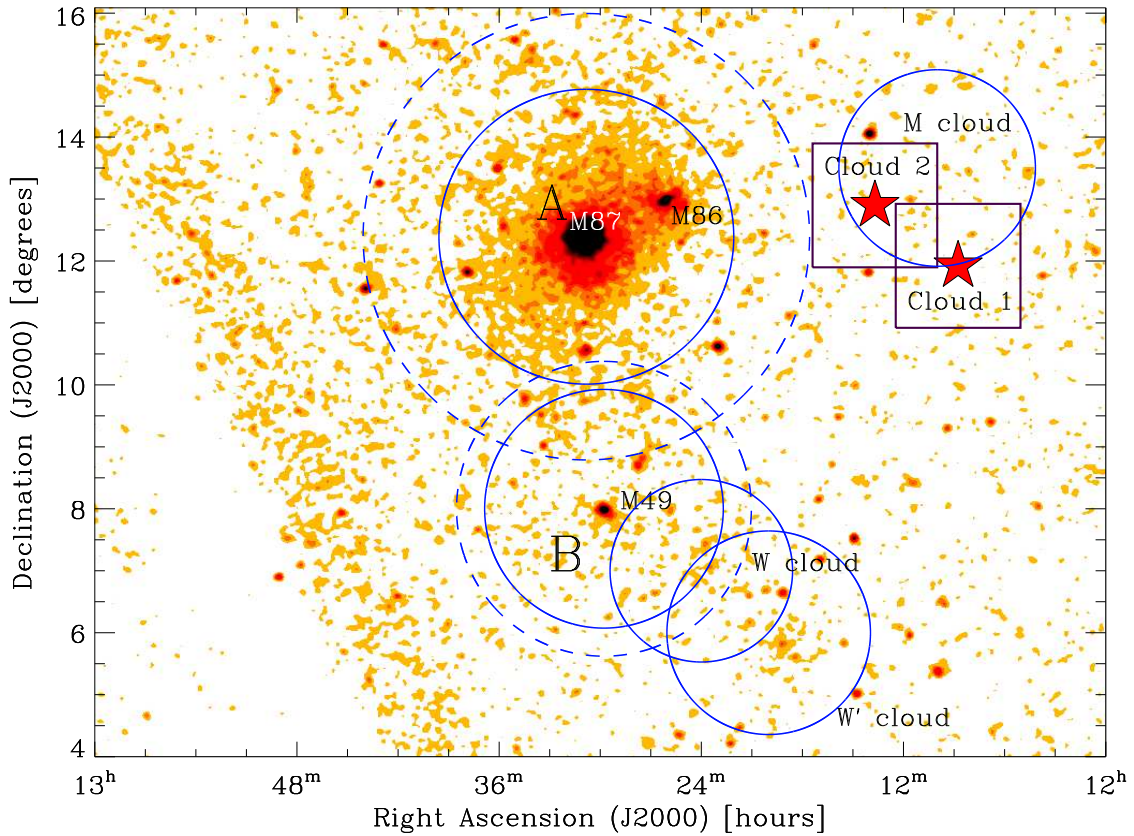 16
14
12
10
8
6
4
Declination (J2000) [degrees]
M cloud
Cloud 2
A
M87
M86
Cloud 1
M49
B
W cloud
W' cloud
13h
48m
36m
24m
12m
12h
Right Ascension (J2000) [hours]